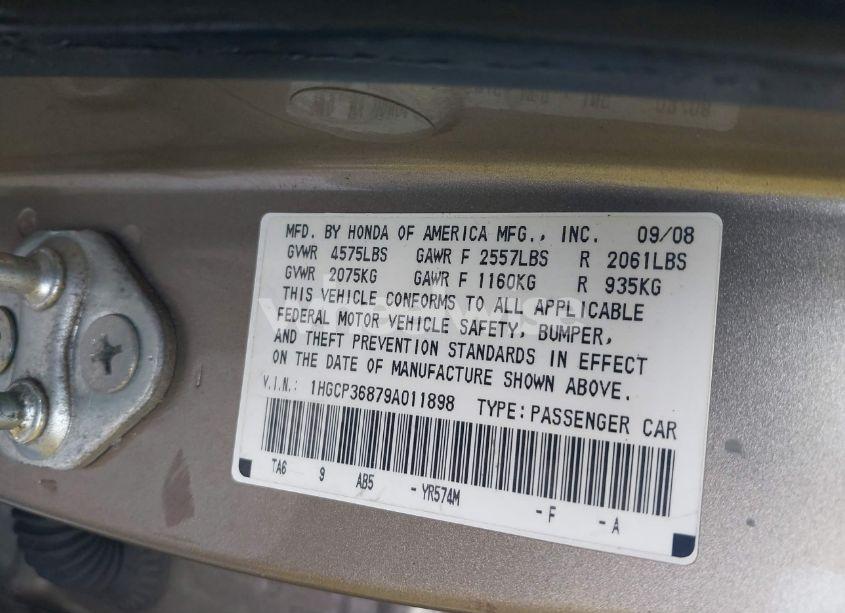 MFD. BY HONDA OF AMERICA MFG., INC. 09/08
GVWR 4575LBS GAWR F 2557LBS R 2061LBS
GVWR 2075KG GAWR F 1160KG R 935KG
THIS VEHICLE CONFORMS TO ALL APPLICABLE
FEDERAL MOTOR VEHICLE SAFETY, BUMPER,
AND THEFT PREVENTION STANDARDS IN EFFECT
ON THE DATE OF MANUFACTURE SHOWN ABOVE.
V.I.N.: 1HGCP36879A011898 TYPE:PASSENGER CAR
TA6 9 AB5 -YR574M -F -A